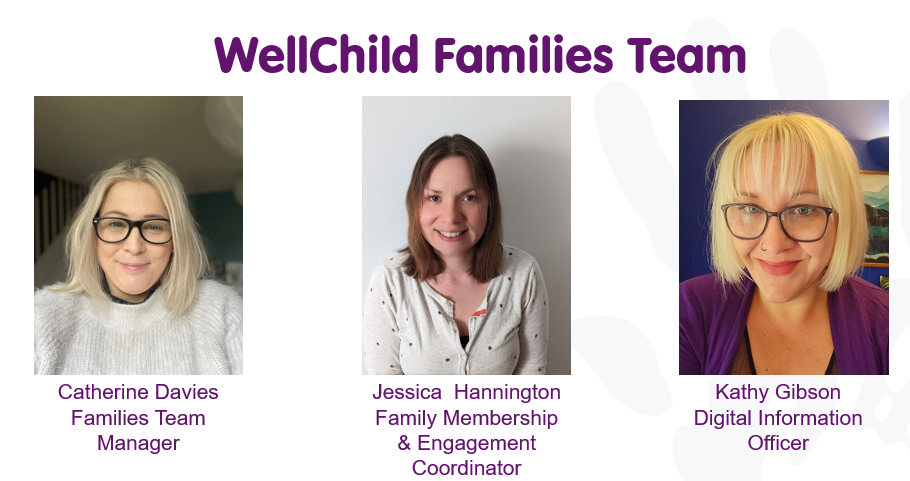 WellChild Families Team
Catherine Davies
Families Team
Manager
Jessica  Hannington
Family Membership
& Engagement
Coordinator
Kathy Gibson
Digital Information
Officer